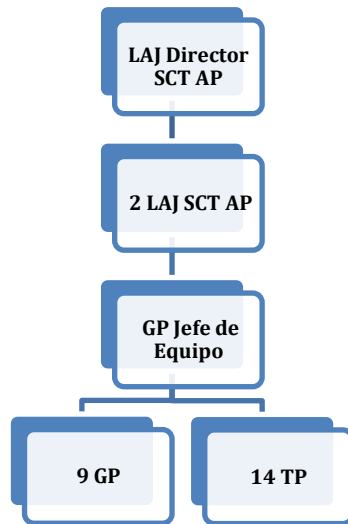 LAJ Director
SCT AP
2 LAJ SCT AP
GP Jefe de
Equipo
9 GP
14 TP